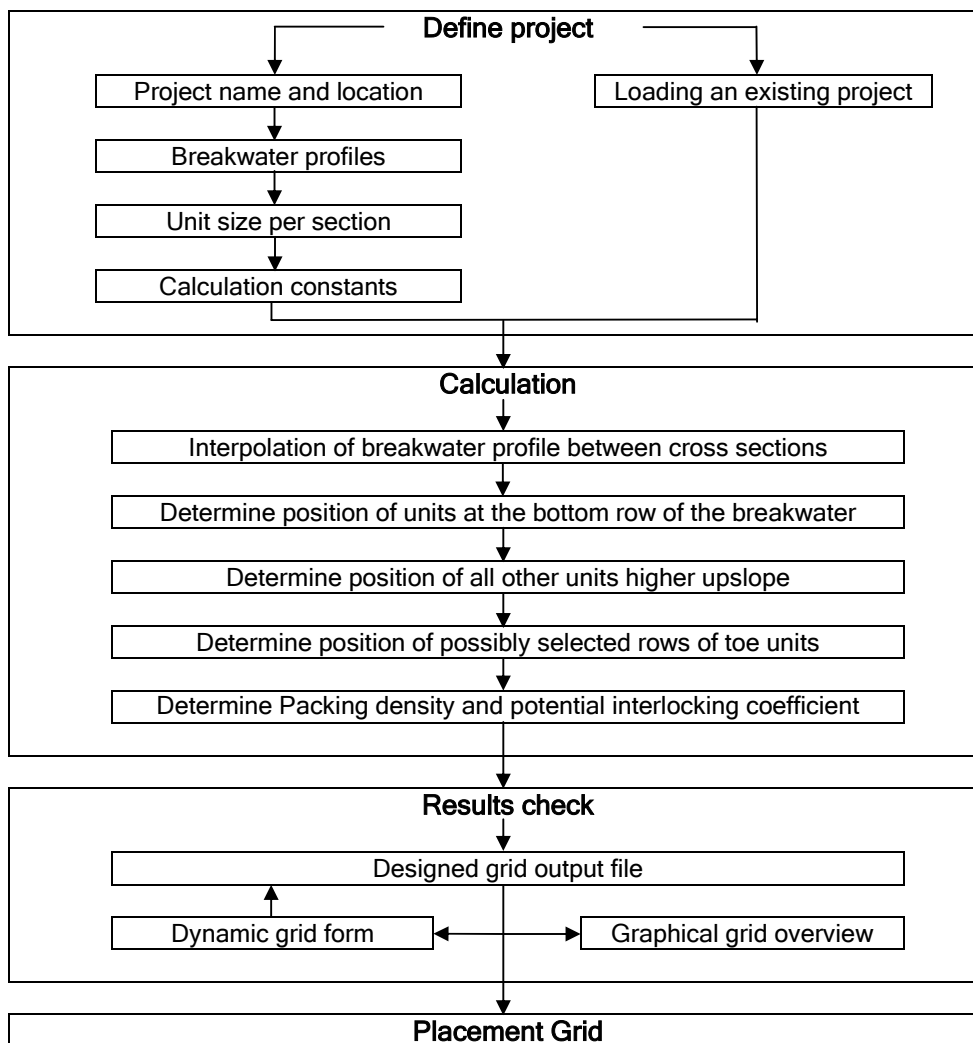 Define project
Project name and location
Loading an existing project
Breakwater profiles
Unit size per section
Calculation constants
Calculation
Interpolation of breakwater profile between cross sections
Determine position of units at the bottom row of the breakwater
Determine position of all other units higher upslope
Determine position of possibly selected rows of toe units
Determine Packing density and potential interlocking coefficient
Results check
Designed grid output file
Dynamic grid form
Graphical grid overview
Placement Grid